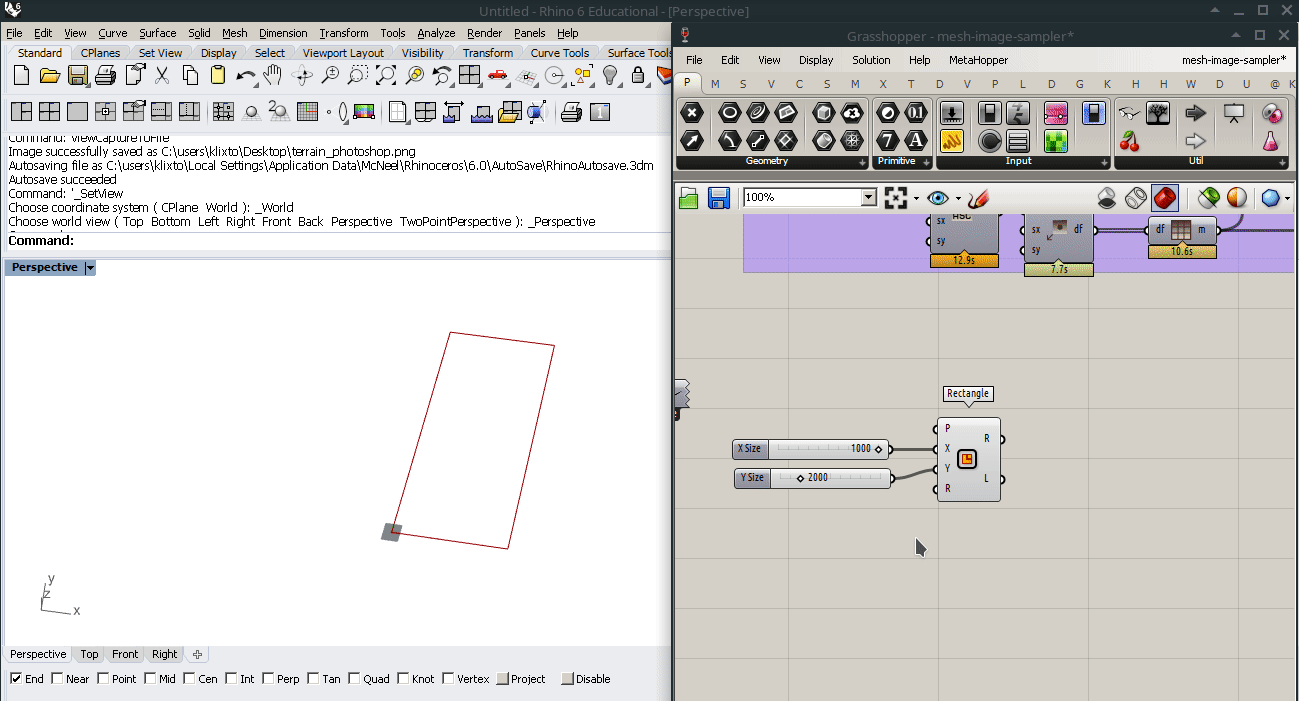 6
Untitled - Rhino 6 Educational - [Perspective]
File Edit View Curve Surface Solid Mesh Dimension Transform Tools Analyze Render Panels Help
Standard CPlanes Set View Display Select Viewport Layout Visibility Transform Curve Tools Surface Tools
Command: ViewCaptureToFile
Image successfully saved as C:\users\klixto\Desktop\terrain_photoshop.png
Autosaving file as C:\users\klixto\Local Settings\Application Data\McNeel\Rhinoceros\6.0\AutoSave\RhinoAutosave.3dm
Autosave succeeded
Command: '_SetView
Choose coordinate system ( CPlane World ): _World
Choose world view ( Top Bottom Left Right Front Back Perspective TwoPointPerspective ): _Perspective
Command:
Perspective
y
z
x
Perspective Top Front Right
End Near Point Mid Cen Int Perp Tan Quad Knot Vertex Project Disable
Grasshopper - mesh-image-sampler*
File Edit View Display Solution Help MetaHopper mesh-image-sampler*
P M S V C S M X T D V P L D G K H H W D U @ K
Geometry Primitive Input Util
100%
sx ASC
sy
12.9s
sx df
sy
7.7s
df m
10.6s
Rectangle
P
X Size 1000 X R
Y Size 2000 Y L
R